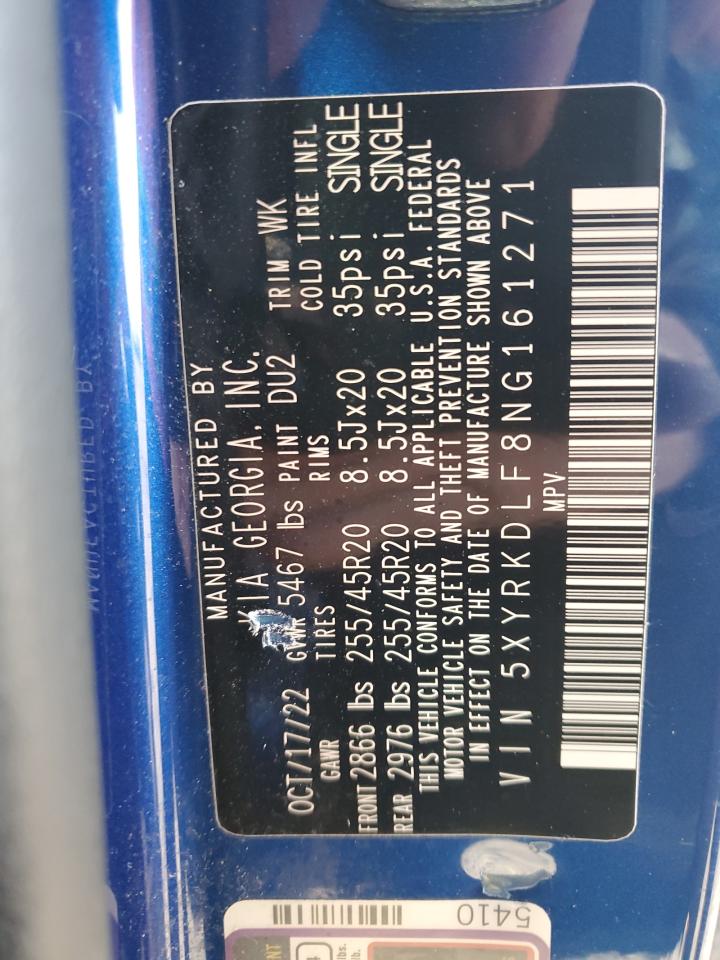 MANUFACTURED BY
IA GEORGIA, INC.
OCT/17/22 GVWR 5467 lbs PAINT DU2 TRIM WK
GAWR TIRES RIMS COLD TIRE INFL
FRONT 2866 lbs 255/45R20 8.5Jx20 35psi SINGLE
REAR 2976 lbs 255/45R20 8.5Jx20 35psi SINGLE
THIS VEHICLE CONFORMS TO ALL APPLICABLE U.S.A. FEDERAL
MOTOR VEHICLE SAFETY AND THEFT PREVENTION STANDARDS
IN EFFECT ON THE DATE OF MANUFACTURE SHOWN ABOVE
VIN 5XYRKDLF8NG161271
MPV
5410